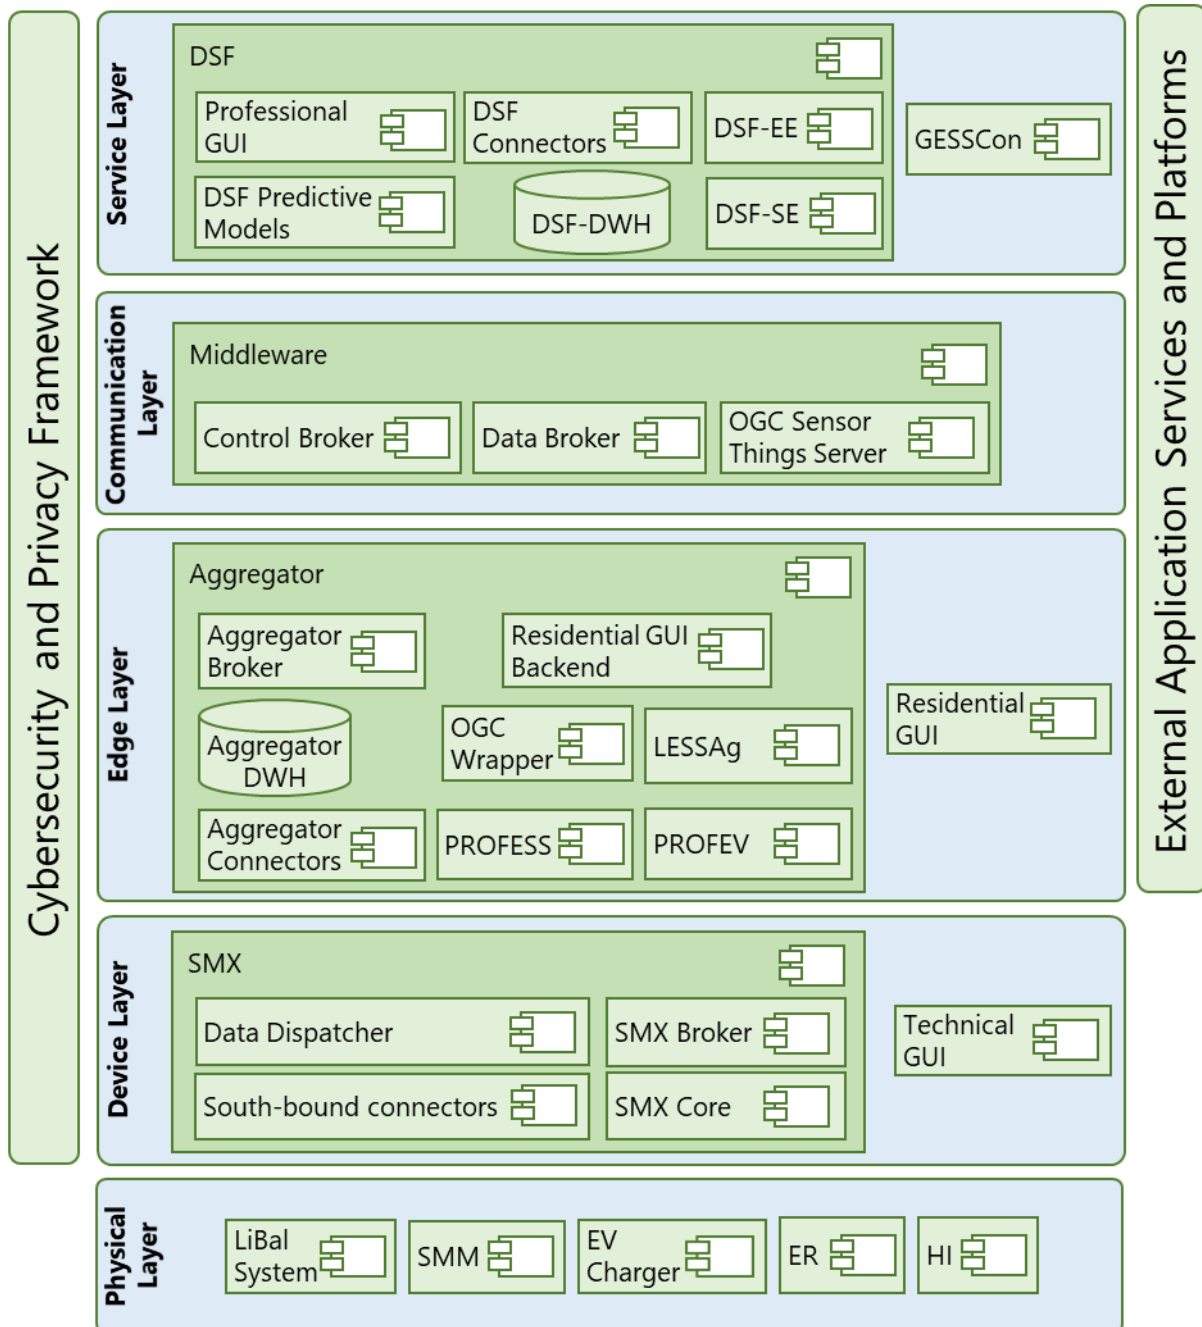 Cybersecurity and Privacy Framework
Service Layer
DSF
Professional
GUI
DSF
Connectors
DSF-EE
GESSCon
DSF Predictive
Models
DSF-DWH
DSF-SE
Communication
Layer
Middleware
Control Broker
Data Broker
OGC Sensor
Things Server
Edge Layer
Aggregator
Aggregator
Broker
Residential GUI
Backend
Aggregator
DWH
OGC
Wrapper
LESSAg
Residential
GUI
Aggregator
Connectors
PROFESS
PROFEV
Device Layer
SMX
Data Dispatcher
SMX Broker
Technical
GUI
South-bound connectors
SMX Core
Physical
Layer
LiBal
System
SMM
EV
Charger
ER
HI
External Application Services and Platforms